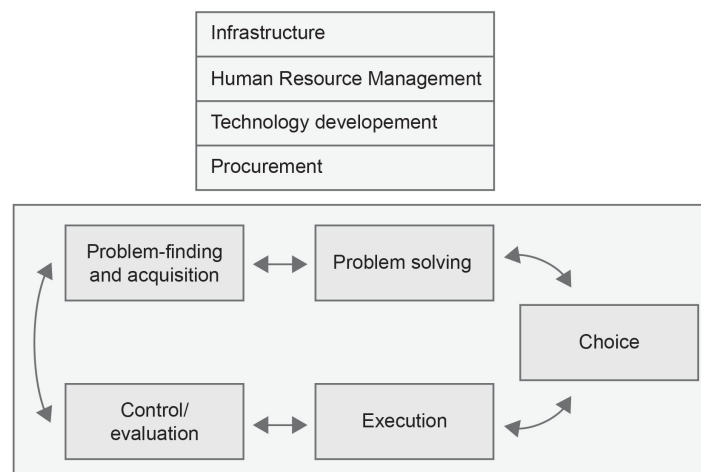 Infrastructure
Human Resource Management
Technology developement
Procurement
Problem-finding
and acquisition
Problem solving
Choice
Control/
evaluation
Execution